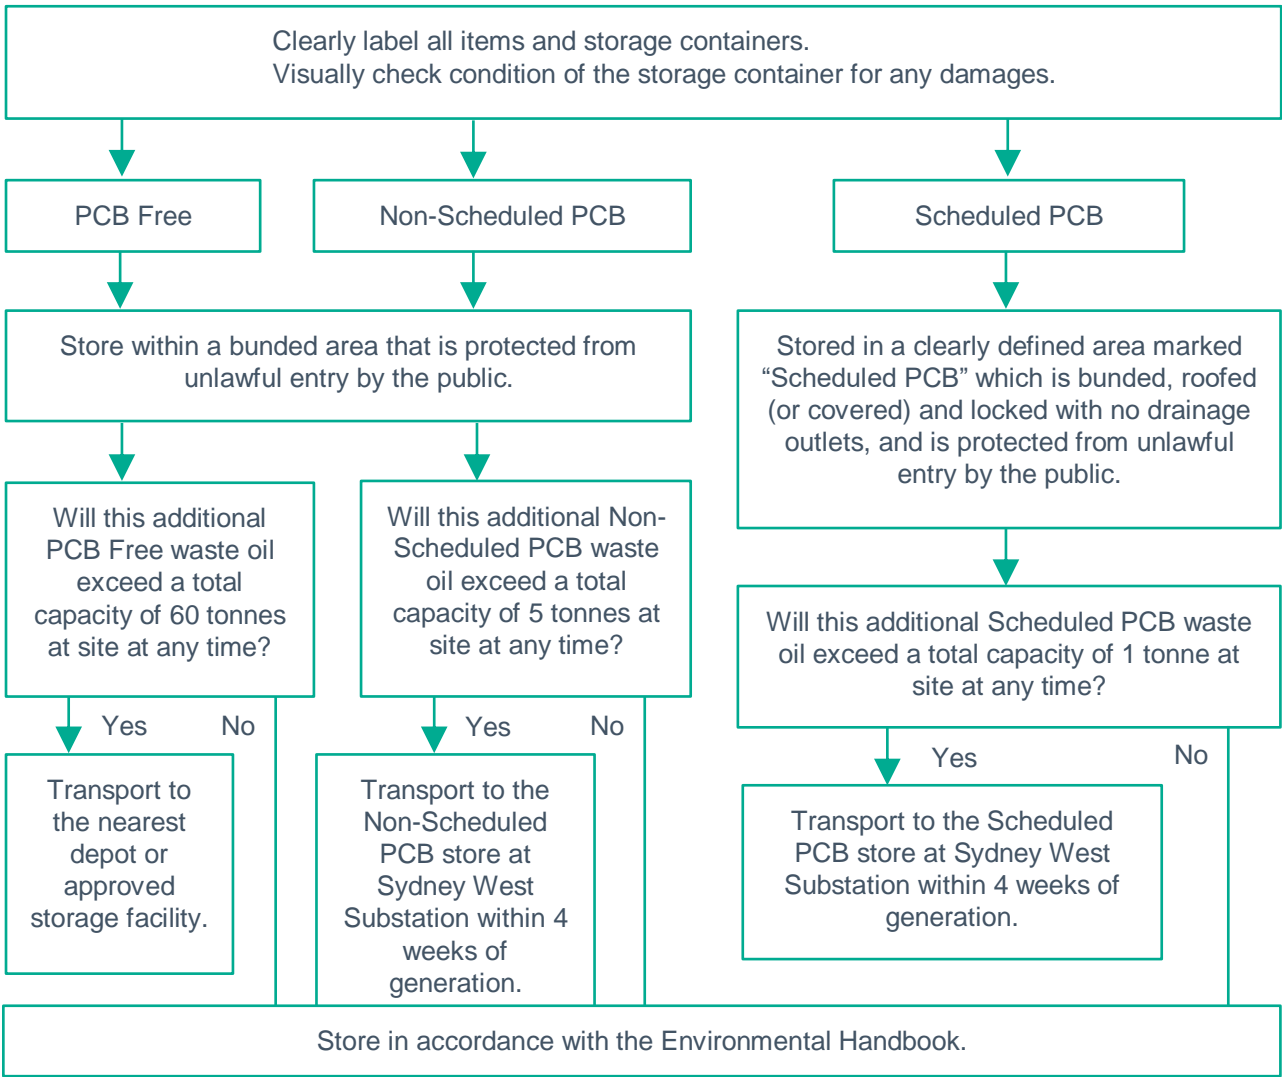 Clearly label all items and storage containers.
Visually check condition of the storage container for any damages.
PCB Free
Non-Scheduled PCB
Scheduled PCB
Store within a bunded area that is protected from
unlawful entry by the public.
Stored in a clearly defined area marked
“Scheduled PCB” which is bunded, roofed
(or covered) and locked with no drainage
outlets, and is protected from unlawful
entry by the public.
Will this additional
PCB Free waste oil
exceed a total
capacity of 60 tonnes
at site at any time?
Will this additional Non-
Scheduled PCB waste
oil exceed a total
capacity of 5 tonnes at
site at any time?
Will this additional Scheduled PCB waste
oil exceed a total capacity of 1 tonne at
site at any time?
Yes
No
Yes
No
Yes
No
Transport to
the nearest
depot or
approved
storage facility.
Transport to the
Non-Scheduled
PCB store at
Sydney West
Substation within 4
weeks of
generation.
Transport to the Scheduled
PCB store at Sydney West
Substation within 4 weeks of
generation.
Store in accordance with the Environmental Handbook.